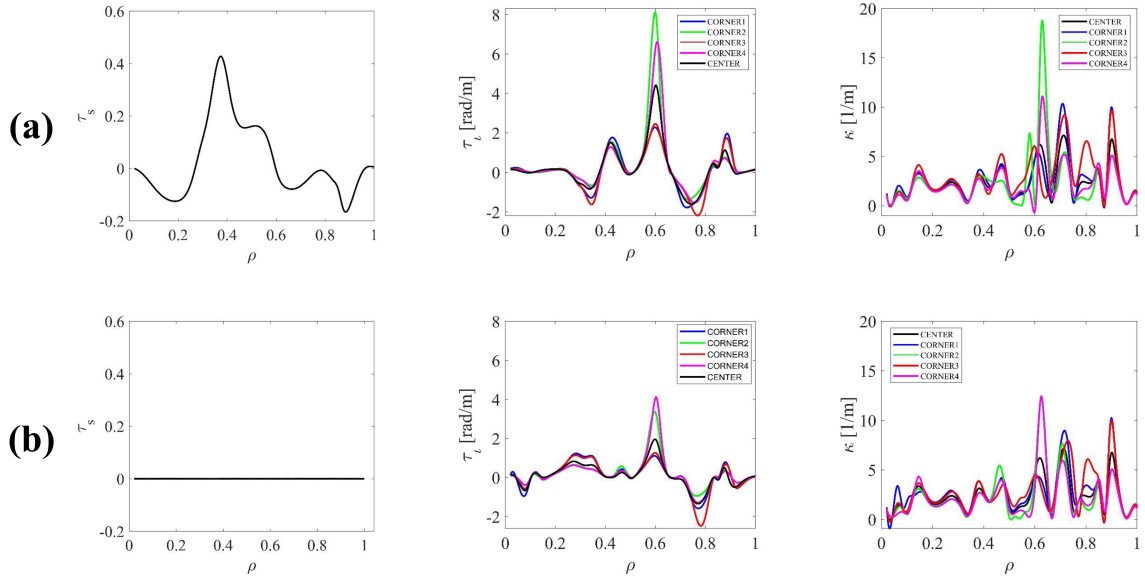 (a)
0.6
0.4
0.2
0
-0.2
τs
0 0.2 0.4 0.6 0.8 1
ρ
8
6
4
2
0
-2
τι [rad/m]
CORNER1
CORNER2
CORNER3
CORNER4
CENTER
0 0.2 0.4 0.6 0.8 1
ρ
20
15
10
5
0
κ [1/m]
CENTER
CORNER1
CORNER2
CORNER3
CORNER4
0 0.2 0.4 0.6 0.8 1
ρ
(b)
0.6
0.4
0.2
0
-0.2
τs
0 0.2 0.4 0.6 0.8 1
ρ
8
6
4
2
0
-2
τι [rad/m]
CORNER1
CORNER2
CORNER3
CORNER4
CENTER
0 0.2 0.4 0.6 0.8 1
ρ
20
15
10
5
0
κ [1/m]
CENTER
CORNER1
CORNER2
CORNER3
CORNER4
0 0.2 0.4 0.6 0.8 1
ρ